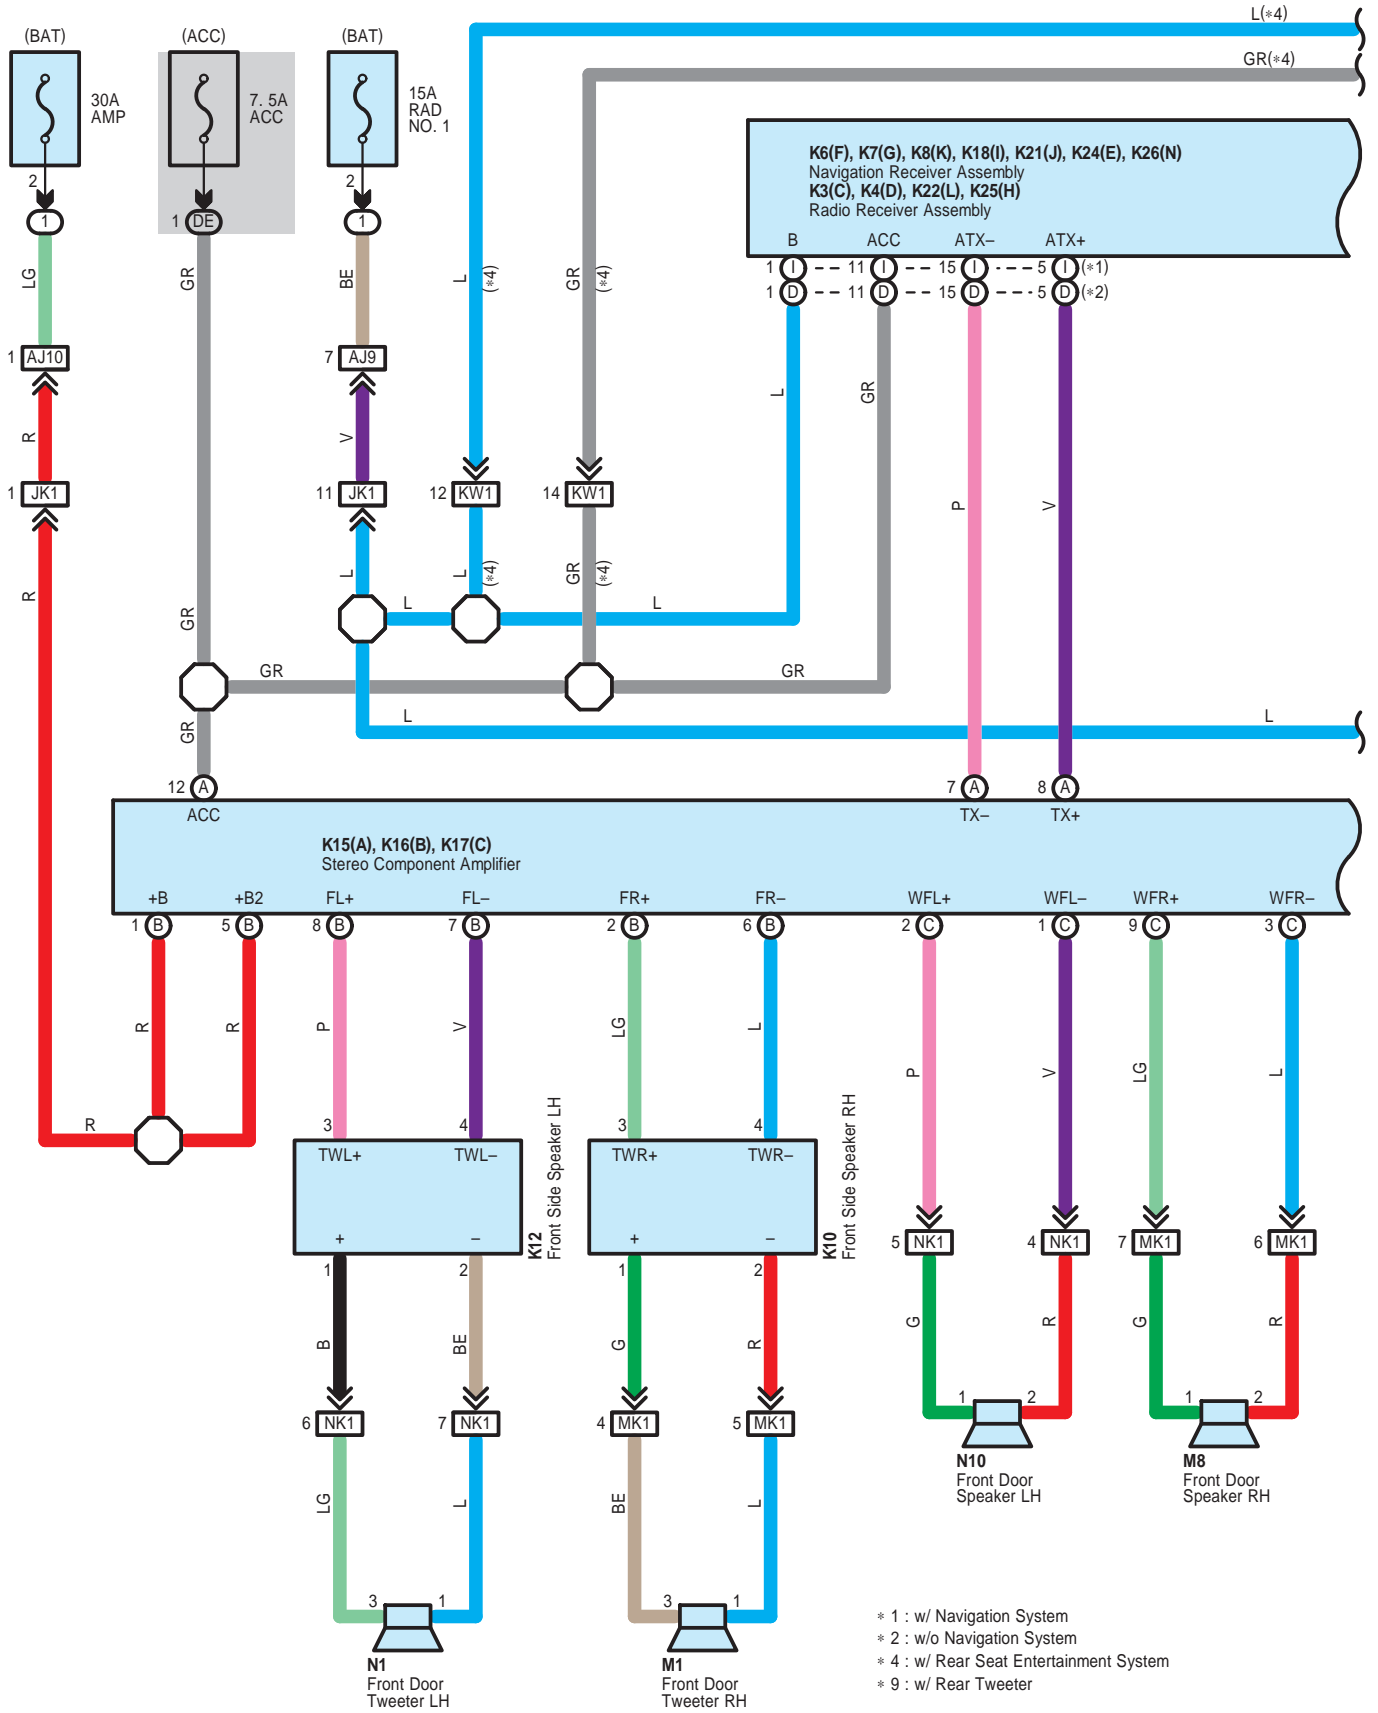 L(*4)
(BAT)
(ACC)
(BAT)
GR(*4)
30A
AMP
7. 5A
ACC
15A
RAD
NO. 1
K6(F), K7(G), K8(K), K18(I), K21(J), K24(E), K26(N)
Navigation Receiver Assembly
K3(C), K4(D), K22(L), K25(H)
Radio Receiver Assembly
2
2
1
1 DE
1
B ACC ATX– ATX+
1 I 11 I 15 I 5 I (*1)
1 D 11 D 15 D 5 D (*2)
LG
GR
BE
L (*4)
GR (*4)
1 AJ10
7 AJ9
L
GR
R
V
1 JK1
11 JK1
12 KW1
14 KW1
P
V
R
GR
L
L (*4)
GR (*4)
L
L
GR
GR
GR
L
L
12 A
7 A
8 A
ACC
TX–
TX+
K15(A), K16(B), K17(C)
Stereo Component Amplifier
+B +B2 FL+ FL– FR+ FR– WFL+ WFL– WFR+ WFR–
1 B 5 B 8 B 7 B 2 B 6 B 2 C 1 C 9 C 3 C
R R P V LG L P V LG L
R
3 4
3 4
TWL+ TWL–
TWR+ TWR–
K12
Front Side Speaker LH
K10
Front Side Speaker RH
+ –
+ –
5 NK1 4 NK1 7 MK1 6 MK1
1 2
1 2
B BE G R
G R G R
6 NK1 7 NK1 4 MK1 5 MK1
1 2
1 2
N10
Front Door
Speaker LH
M8
Front Door
Speaker RH
LG L BE L
3 1
3 1
N1
Front Door
Tweeter LH
M1
Front Door
Tweeter RH
* 1 : w/ Navigation System
* 2 : w/o Navigation System
* 4 : w/ Rear Seat Entertainment System
* 9 : w/ Rear Tweeter